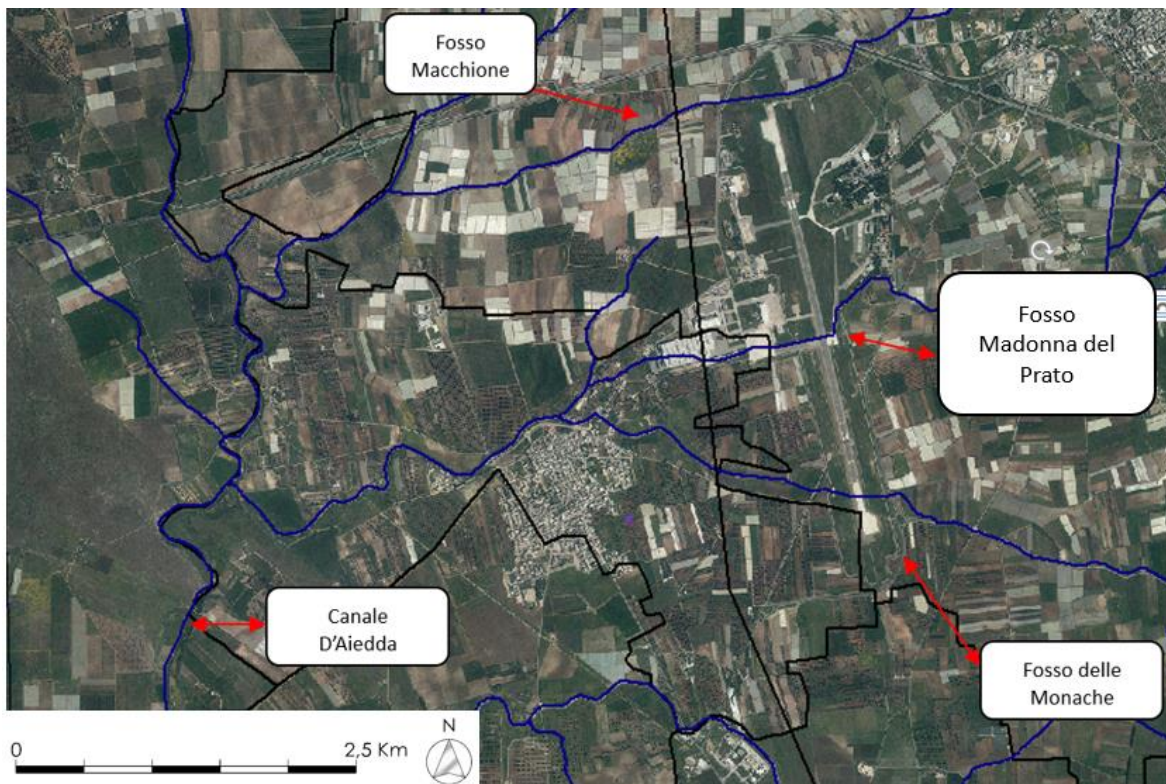 Fosso
Macchione
Fosso
Madonna del
Prato
Canale
D'Aiedda
Fosso delle
Monache
N
0
2,5 Km